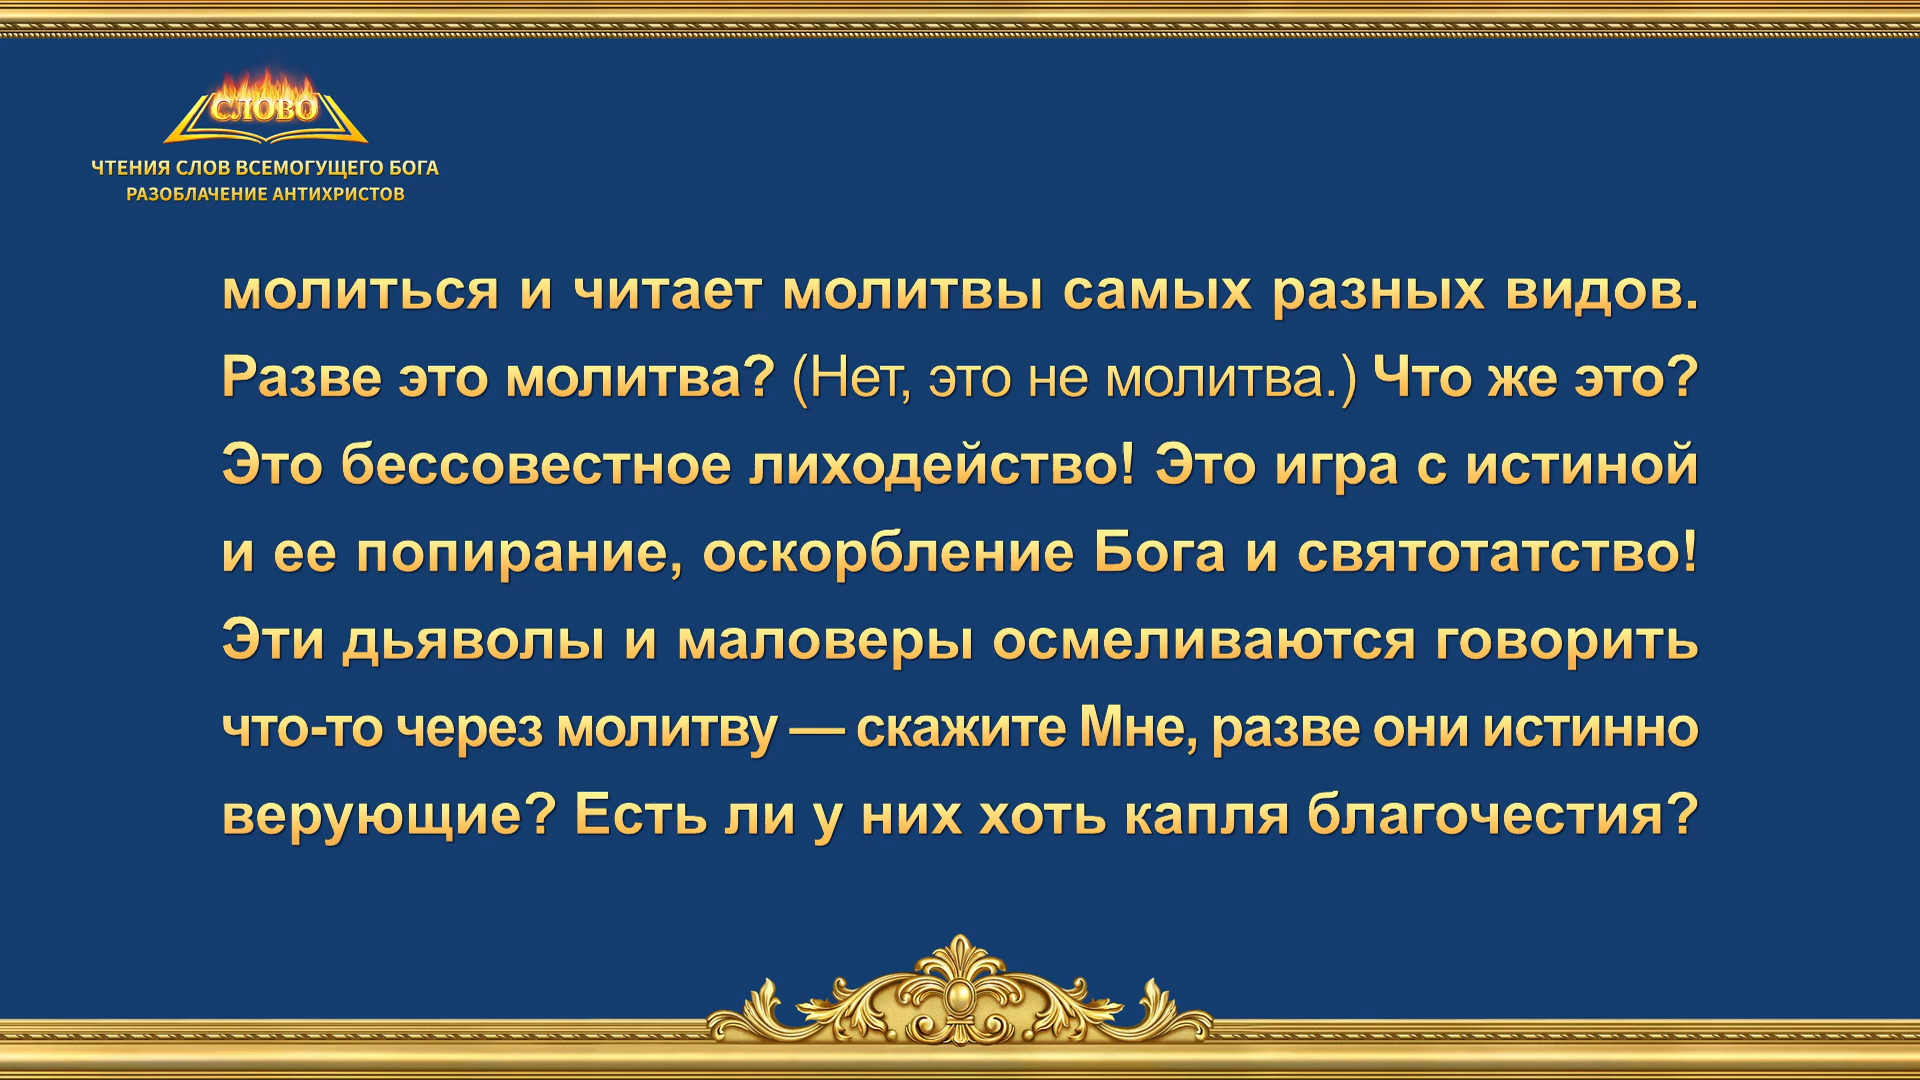 СЛОВО
ЧТЕНИЯ СЛОВ ВСЕМОГУЩЕГО БОГА
РАЗОБЛАЧЕНИЕ АНТИХРИСТОВ
молиться и читает молитвы самых разных видов.
Разве это молитва? (Нет, это не молитва.) Что же это?
Это бессовестное лиходейство! Это игра с истиной
и ее попирание, оскорбление Бога и святотатство!
Эти дьяволы и маловеры осмеливаются говорить
что-то через молитву — скажите Мне, разве они истинно
верующие? Есть ли у них хоть капля благочестия?